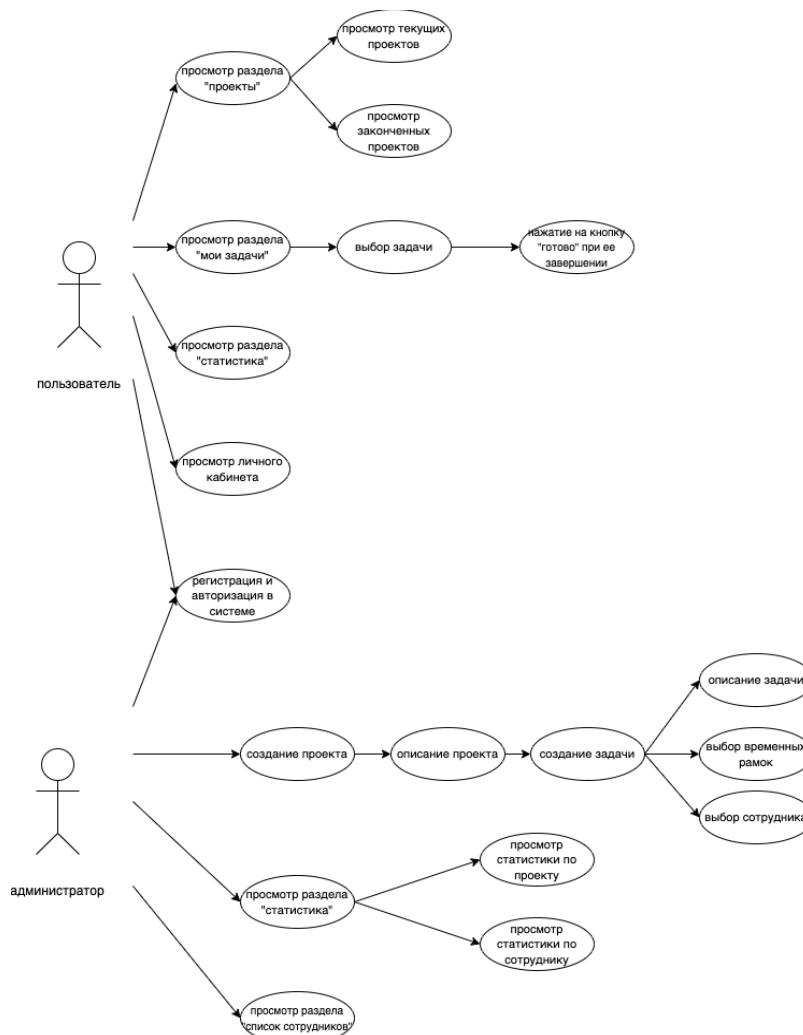 просмотр текущих
проектов
просмотр раздела
"проекты"
просмотр
законченных
проектов
просмотр раздела
"мои задачи"
выбор задачи
нажатие на кнопку
"готово" при ее
завершении
просмотр раздела
"статистика"
пользователь
просмотр личного
кабинета
регистрация и
авторизация в
системе
описание задачи
создание проекта
описание проекта
создание задачи
выбор временных
рамок
выбор сотрудника
просмотр
статистики по
проекту
администратор
просмотр раздела
"статистика"
просмотр
статистики по
сотруднику
просмотр раздела
"список сотрудников"